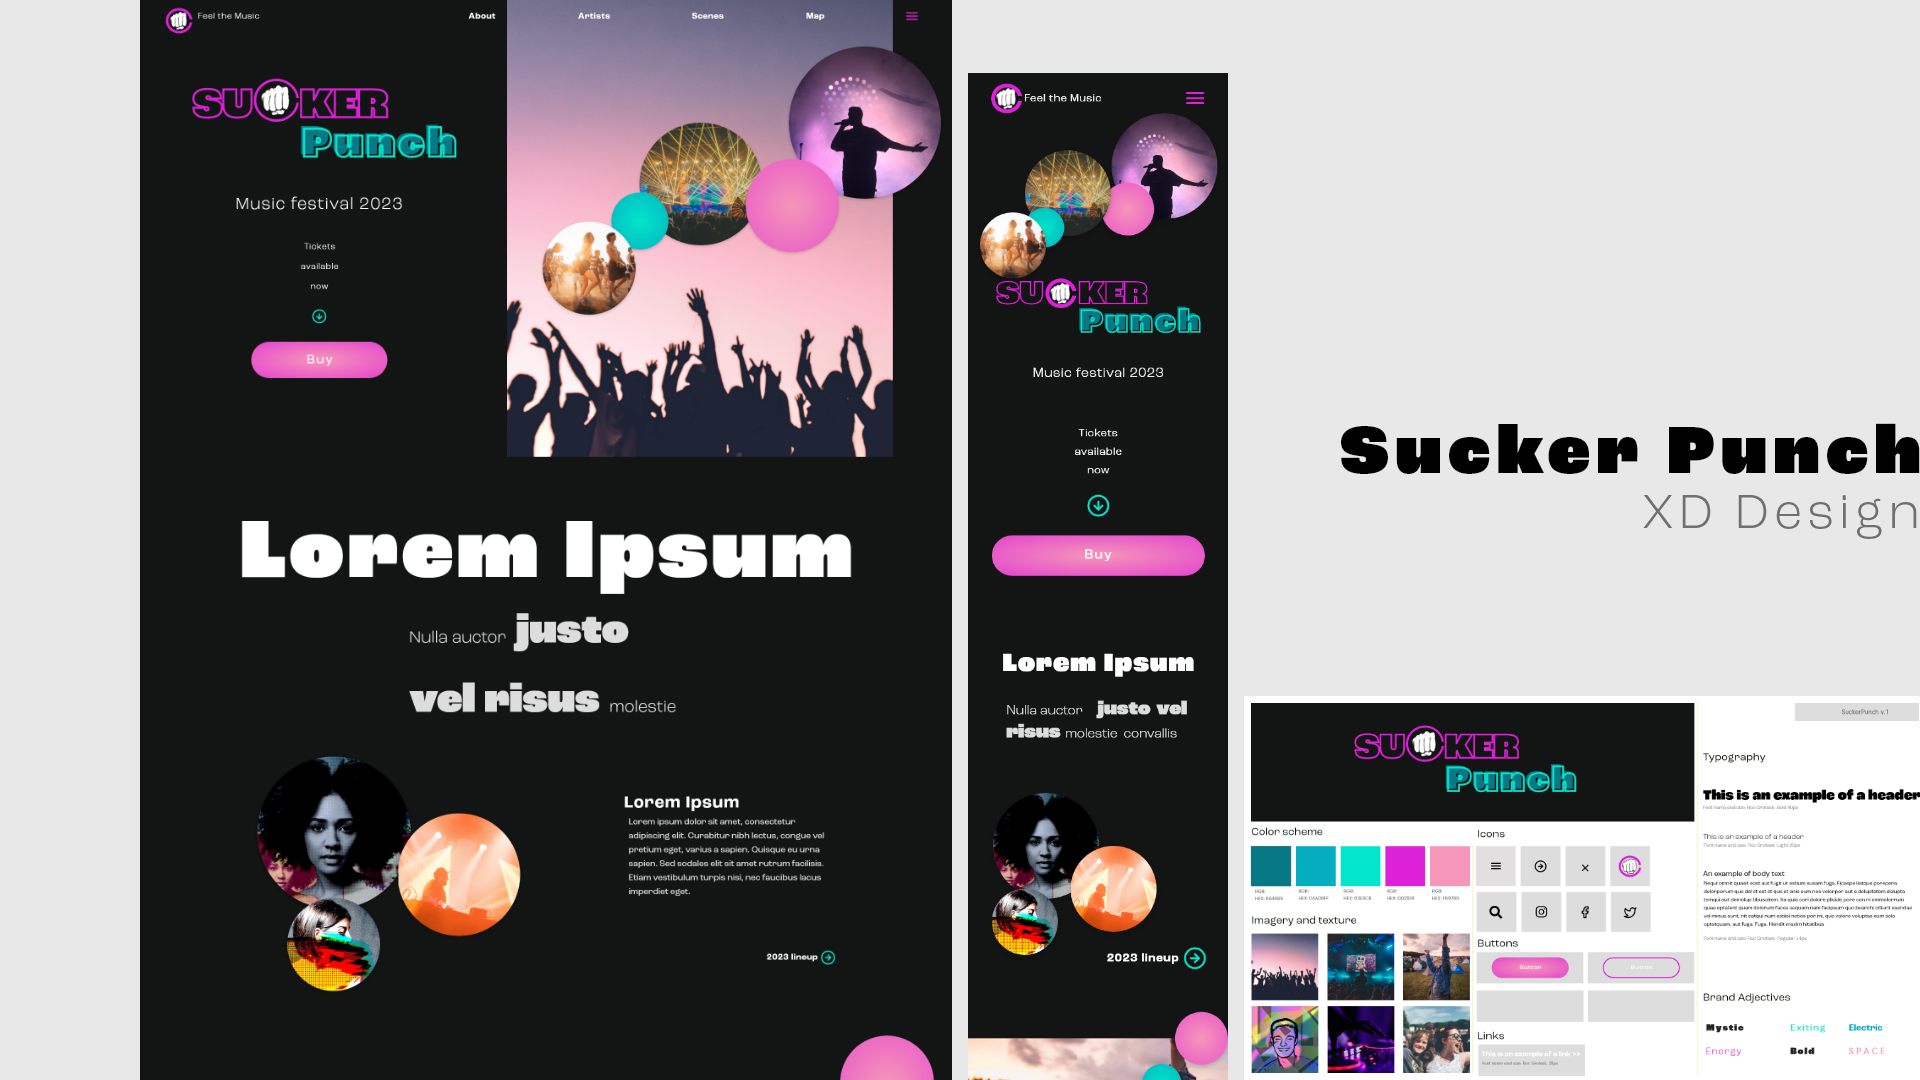 Feel the Music
About
Artists
Scenes
Map
SUCKER
Punch
Music festival 2023
Tickets
available
now
Buy
Lorem Ipsum
Nulla auctor justo
vel risus molestie
Lorem Ipsum
Lorem ipsum dolor sit amet, consectetur
adipiscing elit. Curabitur nibh lectus, congue vel
pretium eget, varius a sapien. Quisque eu urna
sapien. Sed sodales elit sit amet rutrum facilisis.
Etiam vestibulum turpis nisi, nec faucibus lacus
imperdiet eget.
2023 lineup
Feel the Music
SUCKER
Punch
Music festival 2023
Tickets
available
now
Buy
Lorem Ipsum
Nulla auctor justo vel
risus molestie convallis
2023 lineup
Sucker Punch
XD Design
SuckerPunch v.1
SUCKER
Punch
Color scheme
RGB
RGB
RGB
RGB
RGB
Imagery and texture
Icons
Buttons
Button
Button
Links
This is an example of a link >>
Typography
This is an example of a header
This is an example of a header
An example of body text
Brand Adjectives
Mystic
Exiting
Electric
Energy
Bold
SPACE